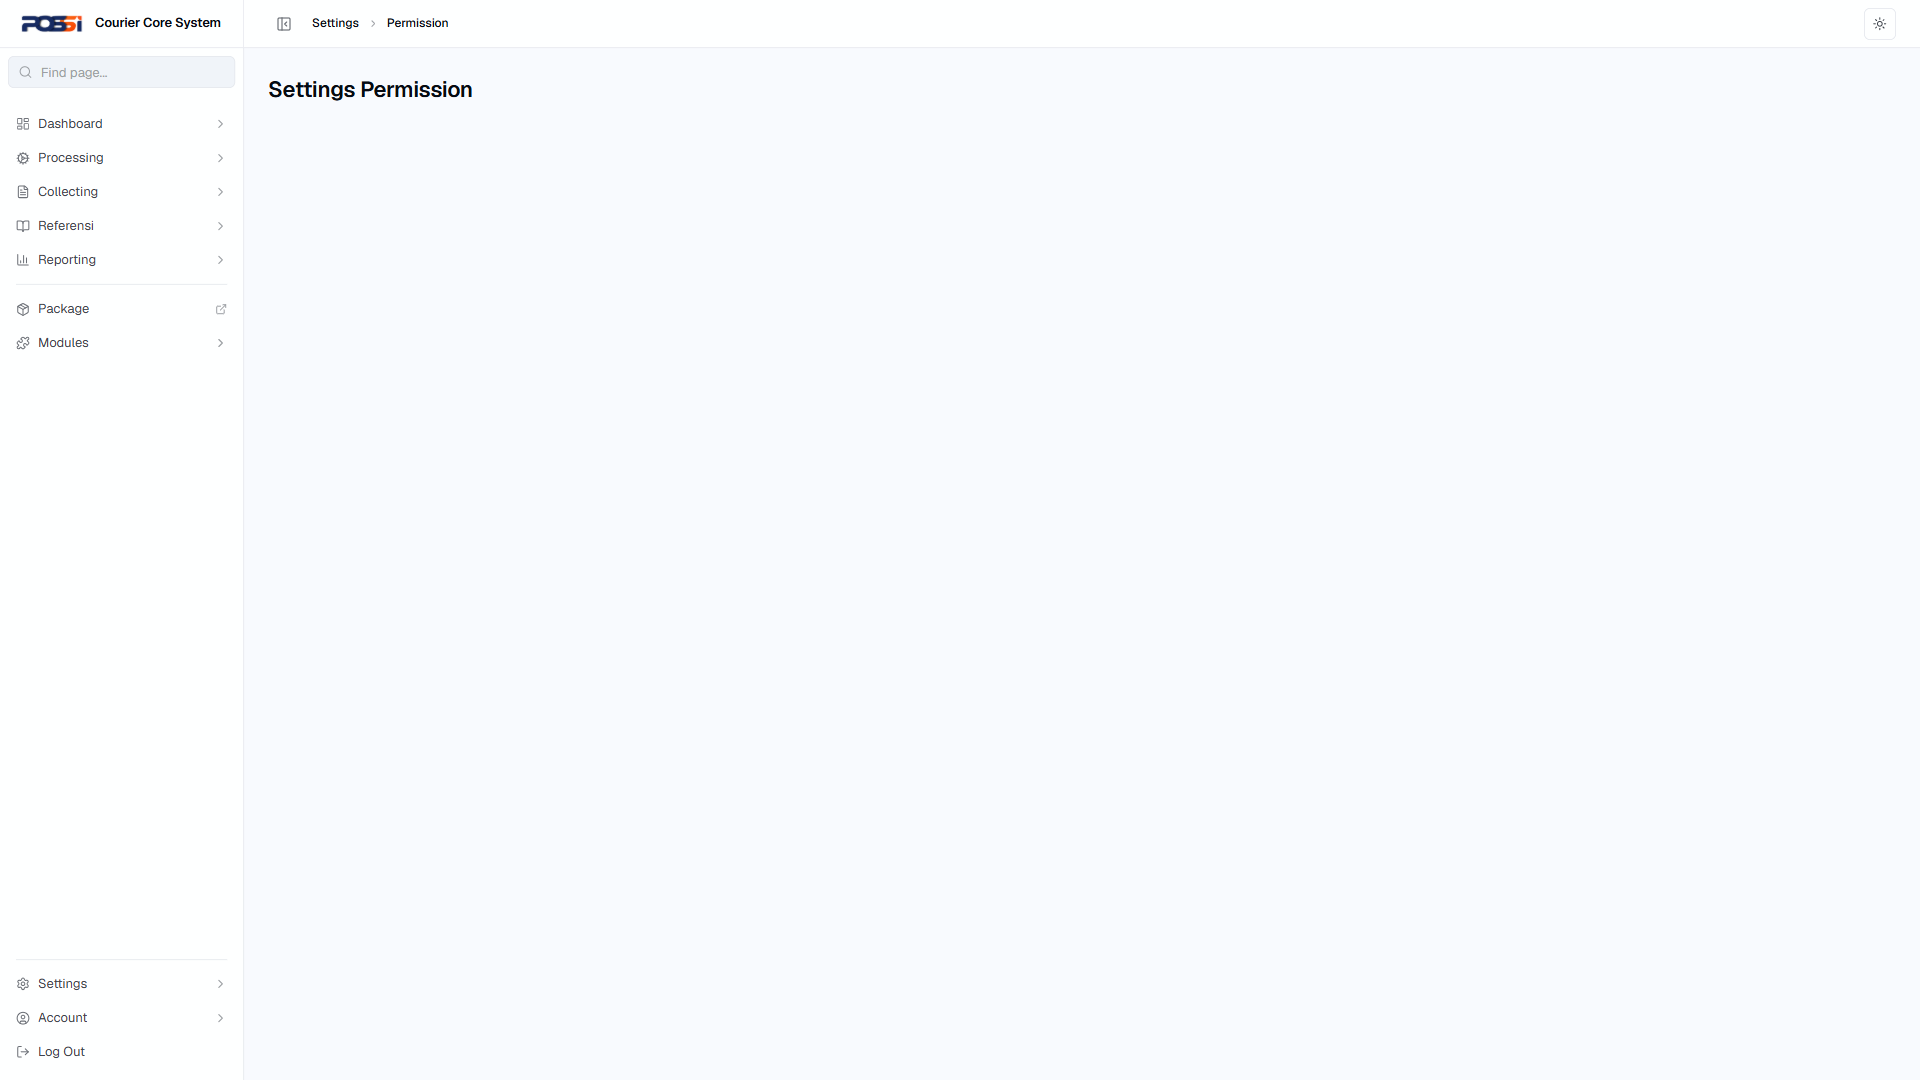 POSSi Courier Core System
Settings > Permission
Find page...
Settings Permission
Dashboard
Processing
Collecting
Referensi
Reporting
Package
Modules
Settings
Account
Log Out